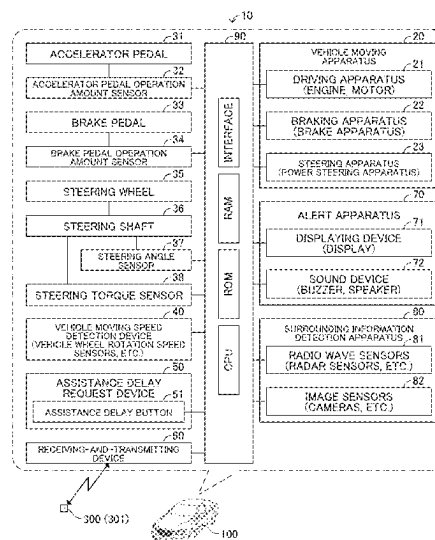 10
31
ACCELERATOR PEDAL
32
ACCELERATOR PEDAL OPERATION
AMOUNT SENSOR
33
BRAKE PEDAL
34
BRAKE PEDAL OPERATION
AMOUNT SENSOR
35
STEERING WHEEL
36
STEERING SHAFT
37
STEERING ANGLE
SENSOR
38
STEERING TORQUE SENSOR
40
VEHICLE MOVING SPEED
DETECTION DEVICE
(VEHICLE WHEEL ROTATION SPEED
SENSORS, ETC.)
50
ASSISTANCE DELAY
REQUEST DEVICE
51
ASSISTANCE DELAY BUTTON
60
RECEIVING-AND-TRANSMITTING
DEVICE
300 (301)
90
INTERFACE
RAM
ROM
CPU
100
20
VEHICLE MOVING
APPARATUS
21
DRIVING APPARATUS
(ENGINE, MOTOR)
22
BRAKING APPARATUS
(BRAKE APPARATUS)
23
STEERING APPARATUS
(POWER STEERING APPARATUS)
70
ALERT APPARATUS
71
DISPLAYING DEVICE
(DISPLAY)
72
SOUND DEVICE
(BUZZER, SPEAKER)
80
SURROUNDING INFORMATION
DETECTION APPARATUS
81
RADIO WAVE SENSORS
(RADAR SENSORS, ETC.)
82
IMAGE SENSORS
(CAMERAS, ETC.)